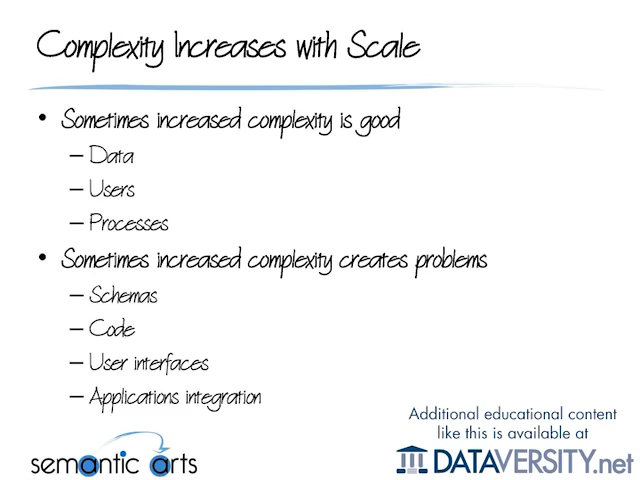 Complexity Increases with Scale
• Sometimes increased complexity is good
– Data
– Users
– Processes
• Sometimes increased complexity creates problems
– Schemas
– Code
– User interfaces
– Applications integration
Additional educational content
like this is available at
DATAVERSITY.net
semantic arts